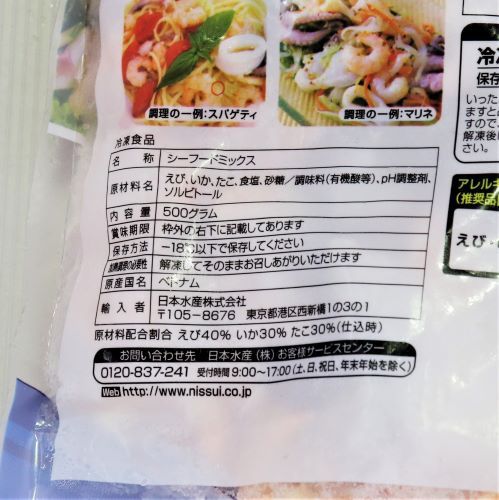 調理の一例：スパゲティ
調理の一例：マリネ
冷凍食品
名 称 シーフードミックス
原材料名 えび、いか、たこ、食塩、砂糖／調味料(有機酸等)、pH調整剤、
ソルビトール
内容量 500グラム
賞味期限 枠外の右下に記載してあります
保存方法 −18℃以下で保存してください
加熱調理の必要性 解凍してそのままお召しあがりいただけます
原産国名 ベトナム
輸入者 日本水産株式会社
〒105−8676 東京都港区西新橋1の3の1
原材料配合割合 えび40% いか30% たこ30%(仕込時)
お問い合わせ先 日本水産(株)お客様サービスセンター
0120-837-241 受付時間 9:00〜17:00(土、日、祝日、年末年始を除く)
Web http://www.nissui.co.jp
保存
いった
ますと
すので、
解凍後
さい。
アレルギ
(推奨品
えび・